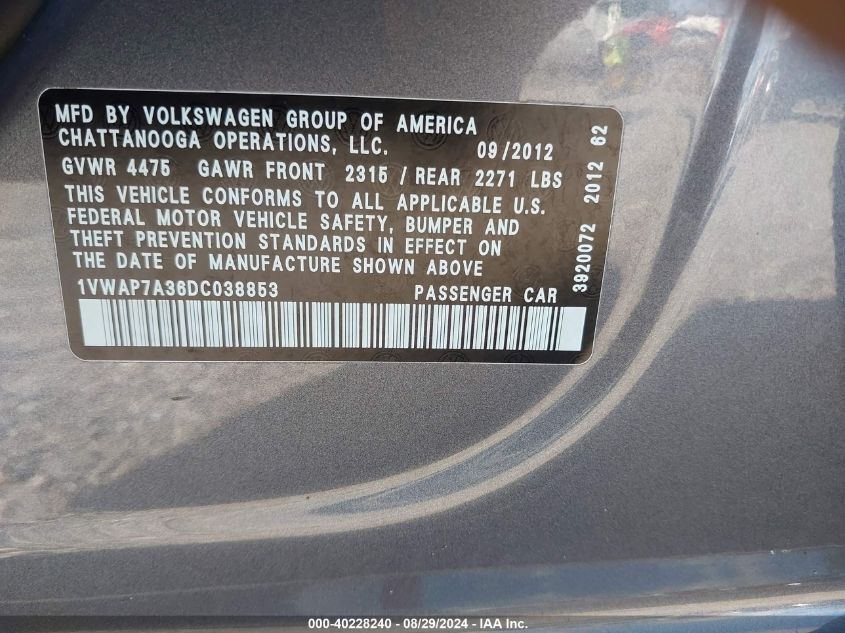 MFD BY VOLKSWAGEN GROUP OF AMERICA
CHATTANOOGA OPERATIONS, LLC. 09/2012
GVWR 4475 GAWR FRONT 2315 / REAR 2271 LBS
THIS VEHICLE CONFORMS TO ALL APPLICABLE U.S.
FEDERAL MOTOR VEHICLE SAFETY, BUMPER AND
THEFT PREVENTION STANDARDS IN EFFECT ON
THE DATE OF MANUFACTURE SHOWN ABOVE
1VWAP7A36DC038853 PASSENGER CAR
3920072 2012 62
000-40228240 - 08/29/2024 - IAA Inc.